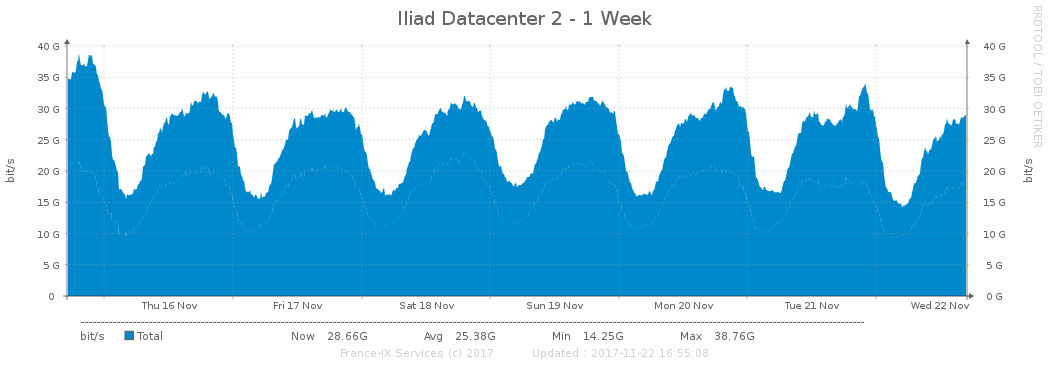 Iliad Datacenter 2 - 1 Week
RRDTOOL / TOBI OETIKER
bit/s
40 G 40 G
35 G 35 G
30 G 30 G
25 G 25 G
20 G 20 G
15 G 15 G
10 G 10 G
5 G 5 G
0 0 G
bit/s
Thu 16 Nov Fri 17 Nov Sat 18 Nov Sun 19 Nov Mon 20 Nov Tue 21 Nov Wed 22 Nov
bit/s Total Now 28.66G Avg 25.38G Min 14.25G Max 38.76G
France-IX Services (c) 2017 Updated : 2017-11-22 16:55:08